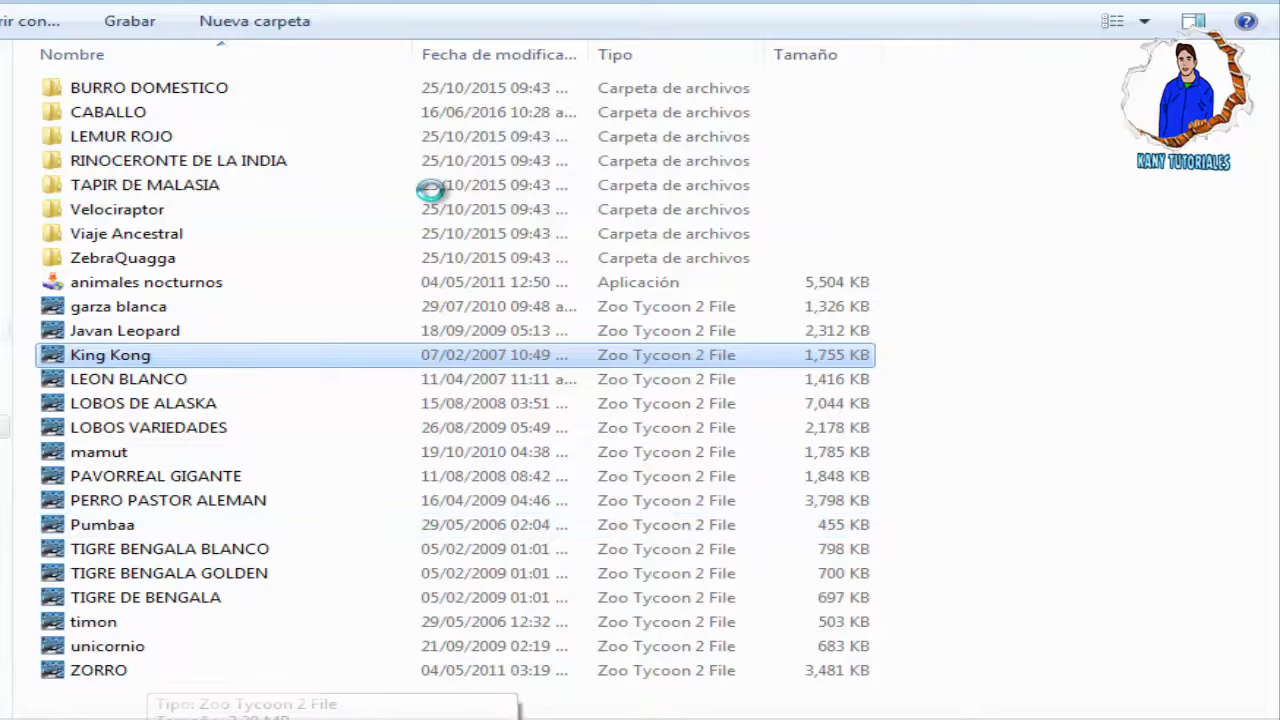 rir con... Grabar Nueva carpeta
Nombre Fecha de modifica... Tipo Tamaño
BURRO DOMESTICO 25/10/2015 09:43 ... Carpeta de archivos
CABALLO 16/06/2016 10:28 a... Carpeta de archivos
LEMUR ROJO 25/10/2015 09:43 ... Carpeta de archivos
RINOCERONTE DE LA INDIA 25/10/2015 09:43 ... Carpeta de archivos
TAPIR DE MALASIA 25/10/2015 09:43 ... Carpeta de archivos
Velociraptor 25/10/2015 09:43 ... Carpeta de archivos
Viaje Ancestral 25/10/2015 09:43 ... Carpeta de archivos
ZebraQuagga 25/10/2015 09:43 ... Carpeta de archivos
animales nocturnos 04/05/2011 12:50 ... Aplicación 5,504 KB
garza blanca 29/07/2010 09:48 a... Zoo Tycoon 2 File 1,326 KB
Javan Leopard 18/09/2009 05:13 ... Zoo Tycoon 2 File 2,312 KB
King Kong 07/02/2007 10:49 ... Zoo Tycoon 2 File 1,755 KB
LEON BLANCO 11/04/2007 11:11 a... Zoo Tycoon 2 File 1,416 KB
LOBOS DE ALASKA 15/08/2008 03:51 ... Zoo Tycoon 2 File 7,044 KB
LOBOS VARIEDADES 26/08/2009 05:49 ... Zoo Tycoon 2 File 2,178 KB
mamut 19/10/2010 04:38 ... Zoo Tycoon 2 File 1,785 KB
PAVORREAL GIGANTE 11/08/2008 08:42 ... Zoo Tycoon 2 File 1,848 KB
PERRO PASTOR ALEMAN 16/04/2009 04:46 ... Zoo Tycoon 2 File 3,798 KB
Pumbaa 29/05/2006 02:04 ... Zoo Tycoon 2 File 455 KB
TIGRE BENGALA BLANCO 05/02/2009 01:01 ... Zoo Tycoon 2 File 798 KB
TIGRE BENGALA GOLDEN 05/02/2009 01:01 ... Zoo Tycoon 2 File 700 KB
TIGRE DE BENGALA 05/02/2009 01:01 ... Zoo Tycoon 2 File 697 KB
timon 29/05/2006 12:32 ... Zoo Tycoon 2 File 503 KB
unicornio 21/09/2009 02:19 ... Zoo Tycoon 2 File 683 KB
ZORRO 04/05/2011 03:19 ... Zoo Tycoon 2 File 3,481 KB
Tipo: Zoo Tycoon 2 File
KANY TUTORIALES